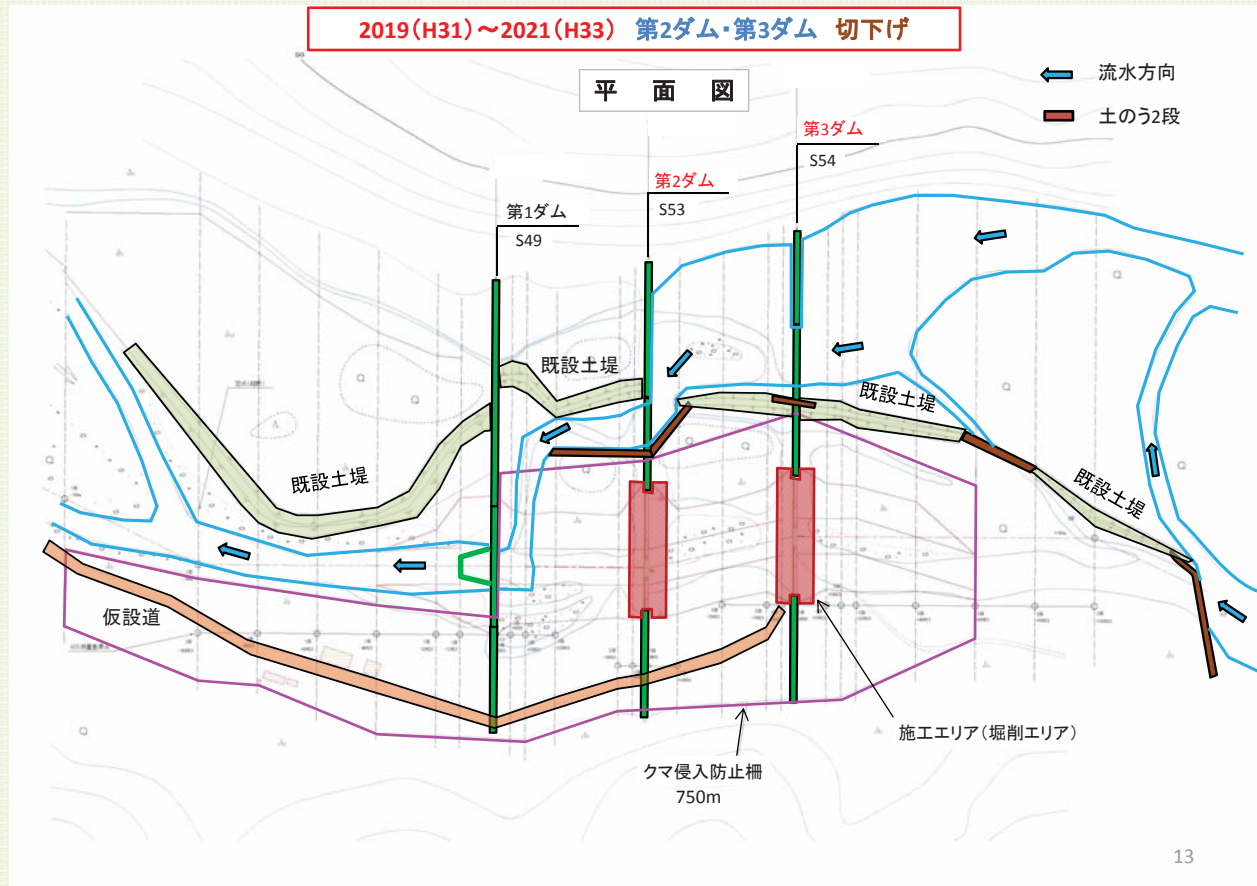 2019(H31)～2021(H33) 第2ダム・第3ダム 切下げ
平 面 図
流水方向
土のう2段
第3ダム
S54
第2ダム
S53
第1ダム
S49
既設土堤
既設土堤
既設土堤
既設土堤
仮設道
施工エリア(堀削エリア)
クマ侵入防止柵
750m
13